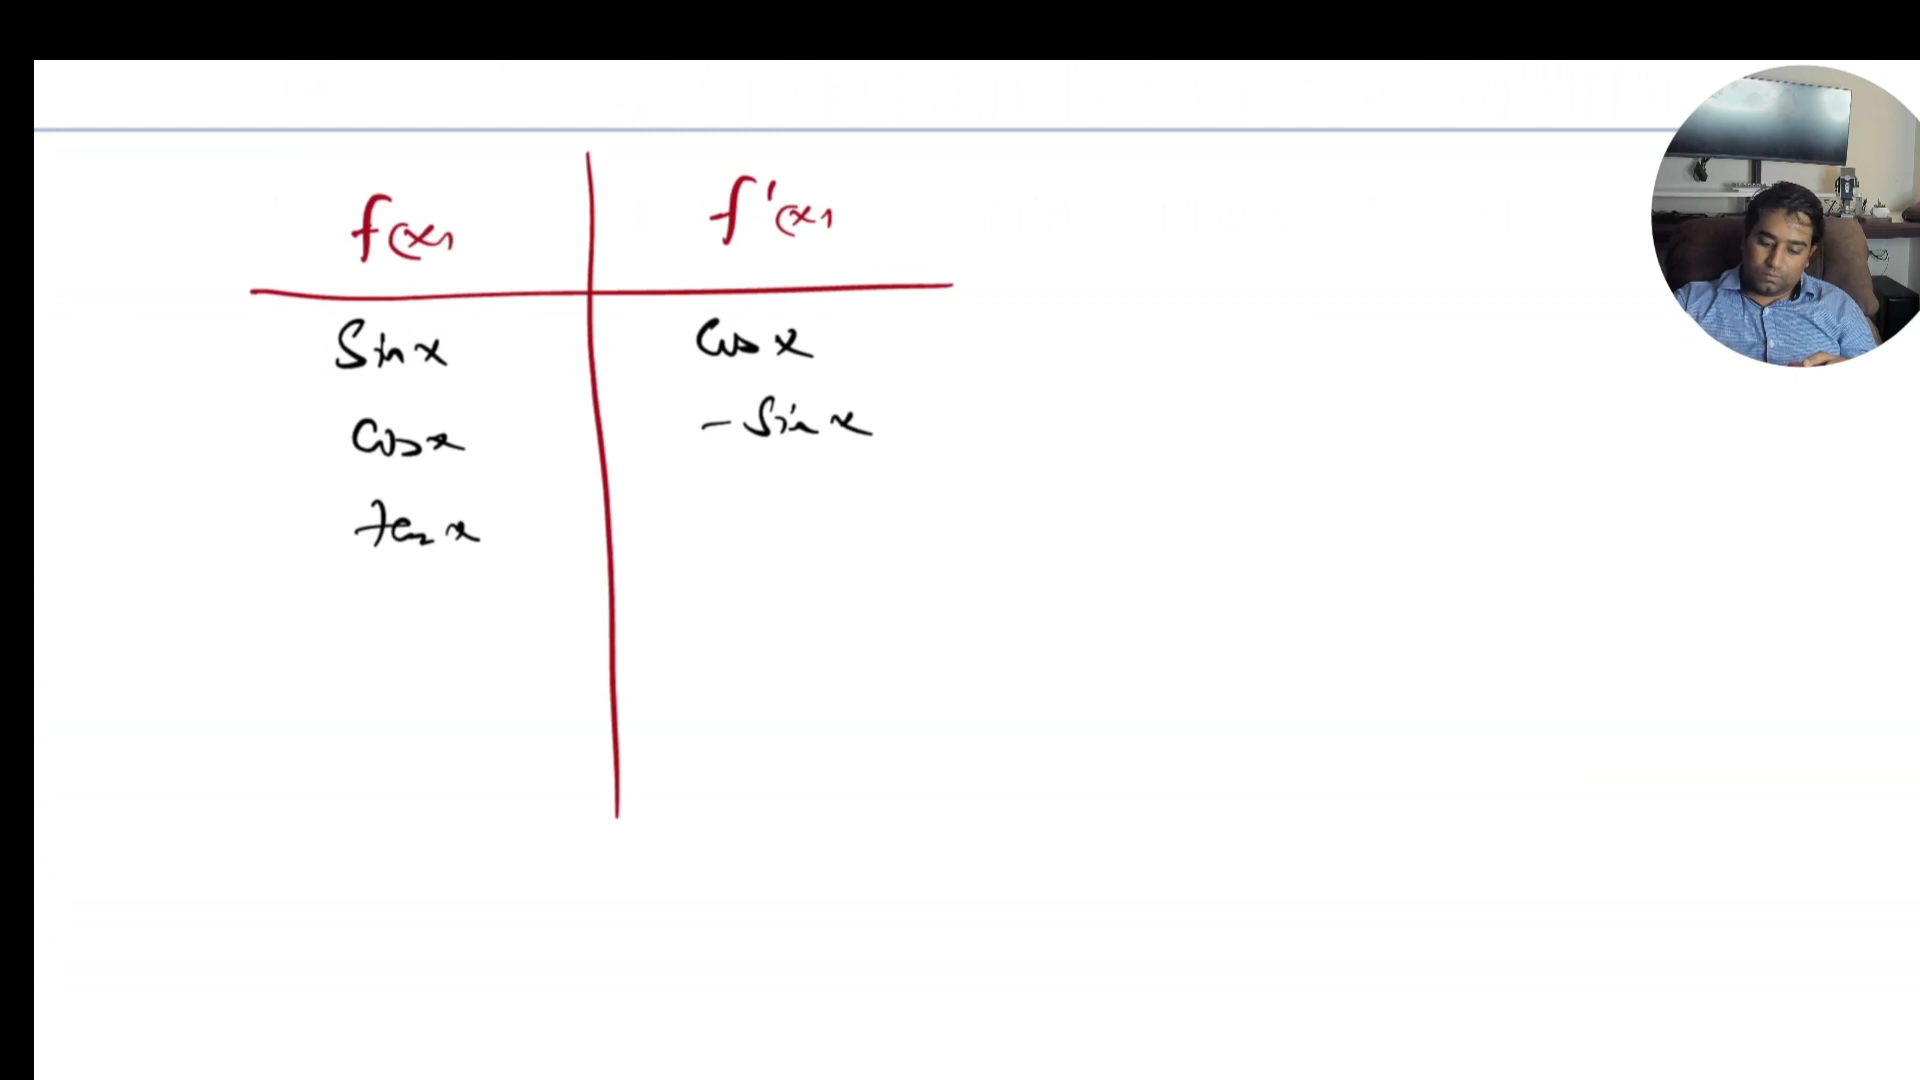 f(x) f'(x)
Sin x Cos x
Cos x - Sin x
tan x